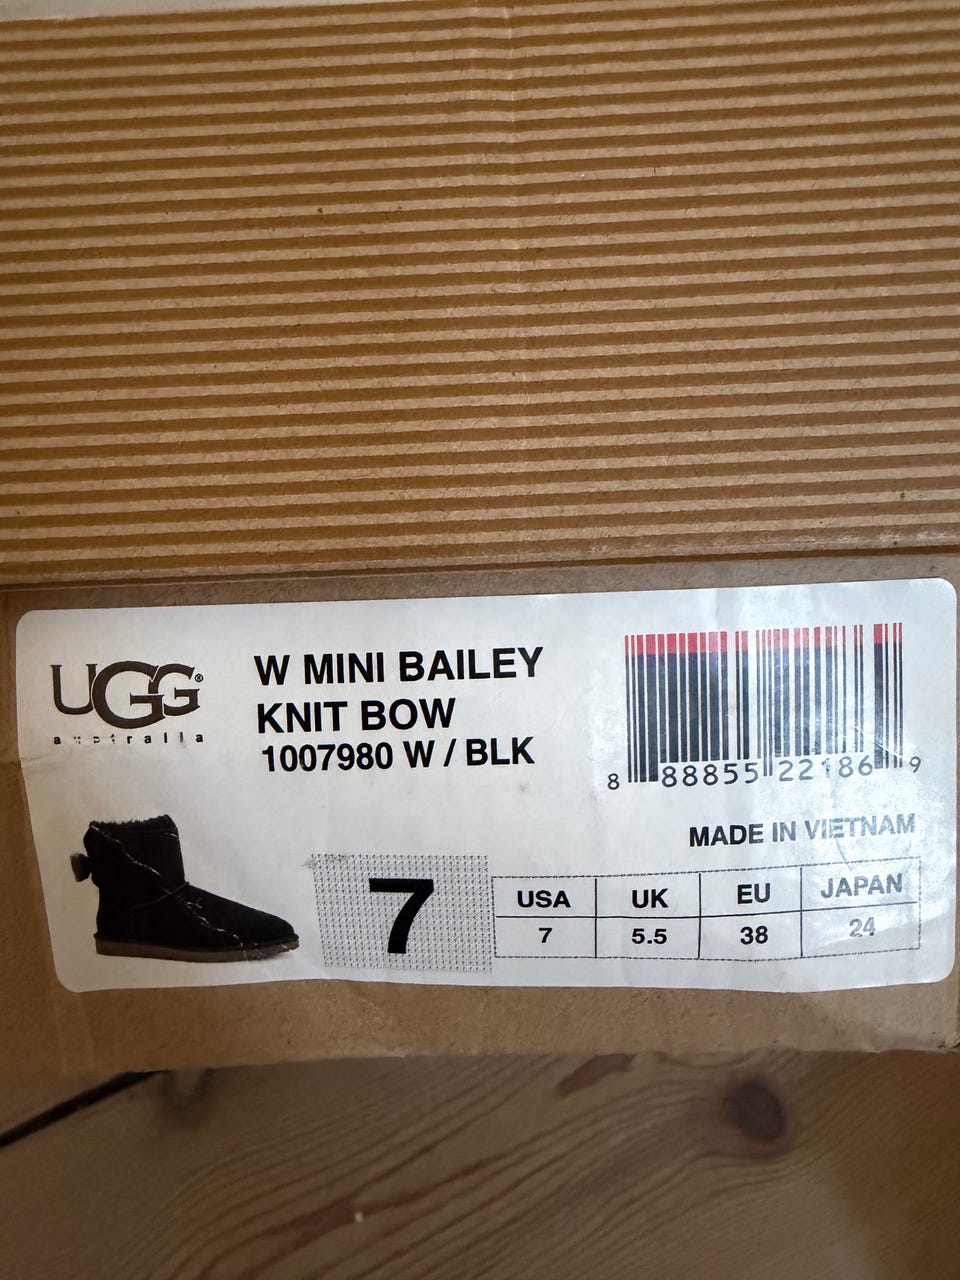 UGG®
australia
W MINI BAILEY
KNIT BOW
1007980 W / BLK
8 88855 22186 9
MADE IN VIETNAM
7
USA UK EU JAPAN
7 5.5 38 24